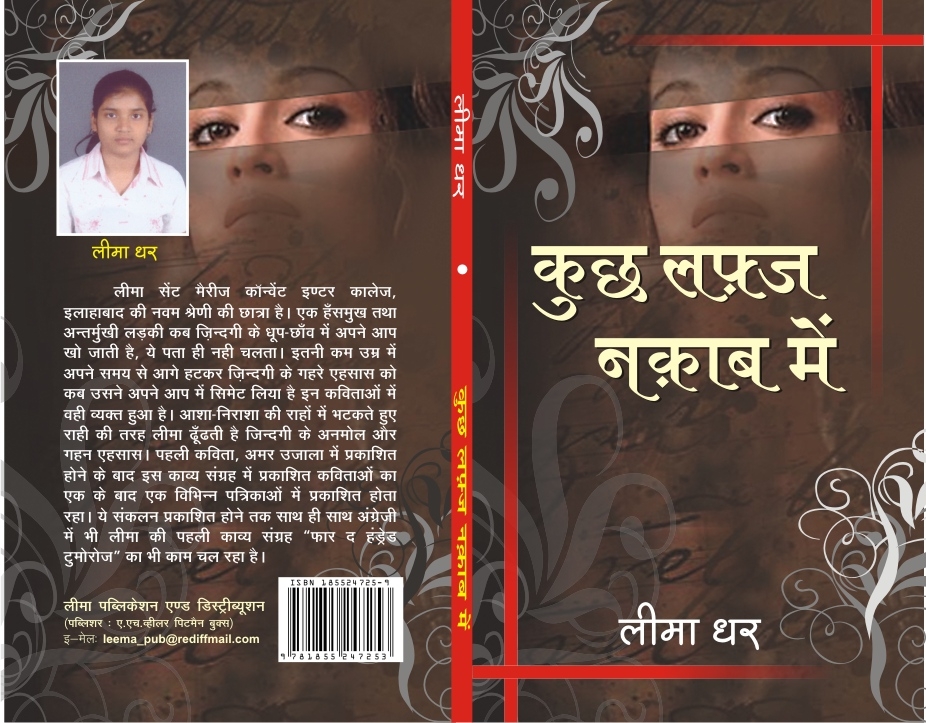 लीमा धर
लीमा सेंट मैरीज कॉन्वेंट इण्टर कालेज,
इलाहाबाद की नवम श्रेणी की छात्रा है। एक हँसमुख तथा
अन्तर्मुखी लड़की कब ज़िन्दगी के धूप-छाँव में अपने आप
खो जाती है, ये पता ही नही चलता। इतनी कम उम्र में
अपने समय से आगे हटकर ज़िन्दगी के गहरे एहसास को
कब उसने अपने आप में सिमेट लिया है इन कविताओं में
वही व्यक्त हुआ है। आशा-निराशा की राहों में भटकते हुए
राही की तरह लीमा ढूँढती है जिन्दगी के अनमोल और
गहन एहसास। पहली कविता, अमर उजाला में प्रकाशित
होने के बाद इस काव्य संग्रह में प्रकाशित कविताओं का
एक के बाद एक विभिन्न पत्रिकाओं में प्रकाशित होता
रहा। ये संकलन प्रकाशित होने तक साथ ही साथ अंग्रेजी
में भी लीमा की पहली काव्य संग्रह “फार द हंड्रेड
टुमोरोज” का भी काम चल रहा है।
लीमा पब्लिकेशन एण्ड डिस्ट्रीब्यूशन
(पब्लिशर : ए.एच.व्हीलर पिटमैन बुक्स)
इ–मेल: leema_pub@rediffmail.com
ISBN 185524725-9
9 781855 247253
लीमा धर
कुछ लफ़्ज नक़ाब में
कुछ लफ़्ज
नक़ाब में
लीमा धर